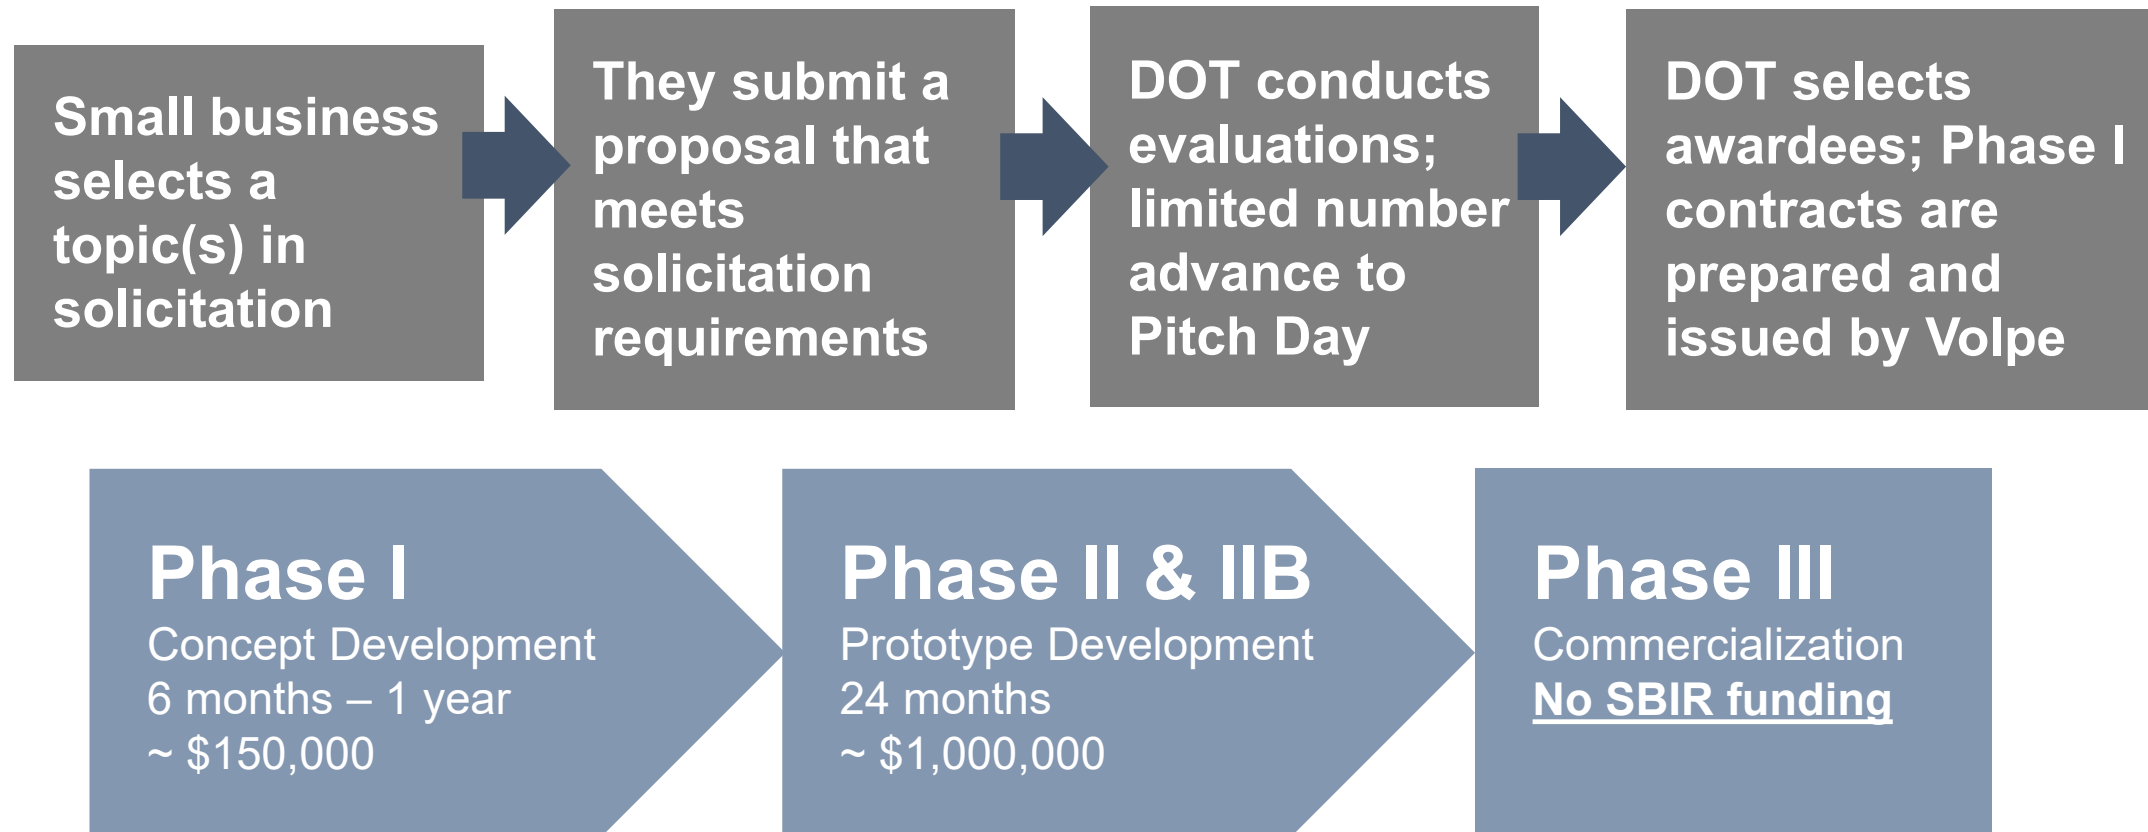 Small business
selects a
topic(s) in
solicitation
They submit a
proposal that
meets
solicitation
requirements
DOT conducts
evaluations;
limited number
advance to
Pitch Day
DOT selects
awardees; Phase I
contracts are
prepared and
issued by Volpe
Phase I
Concept Development
6 months – 1 year
~ $150,000
Phase II & IIB
Prototype Development
24 months
~ $1,000,000
Phase III
Commercialization
No SBIR funding